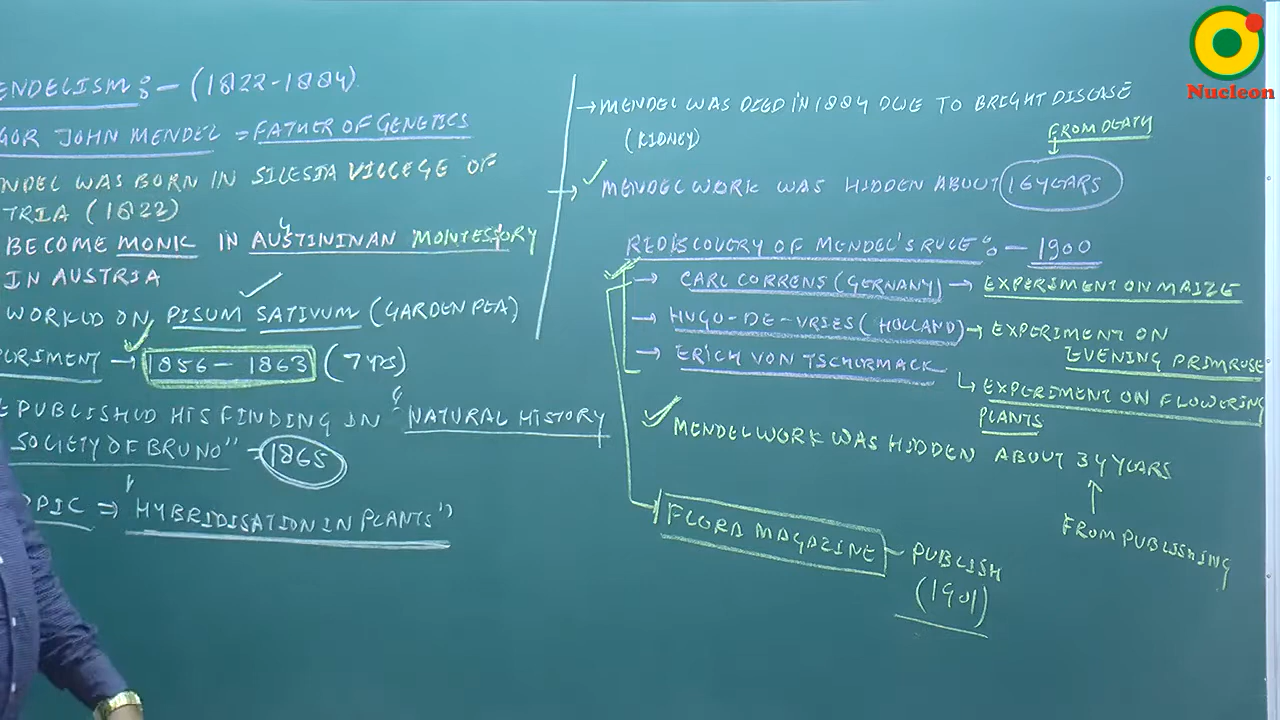 ENDELISM :- (1822-1884)
GOR JOHN MENDEL = FATHER OF GENETICS
NDEL WAS BORN IN SILESIA VILLEGE OF
TRIA (1822)
BECOME MONK IN "AUSTININAN MONTESTORY
IN AUSTRIA
WORKED ON PISUM SATIVUM (GARDEN PEA)
PERIMENT → 1856 - 1863 (7 yrs)
E PUBLISHED HIS FINDING IN "NATURAL HISTORY
SOCIETY OF BRUNO" = 1865
OPIC ⇒ "HYBRIDISATION IN PLANTS"
→ MENDEL WAS DIED IN 1884 DUE TO BRIGHT DISEASE
(KIDNEY)
FROM DEATH
→ MENDEL WORK WAS HIDDEN ABOUT 16 YEARS
REDISCOVERY OF MENDEL'S RULE :- 1900
→ CARL CORRENS (GERNANY) → EXPERIMENT ON MAIZE
→ HUGO-DE-VRIES (HOLLAND) → EXPERIMENT ON
EVENING PRIMROSE
→ ERICH VON TSCHERMACK
EXPERIMENT ON FLOWERING
PLANTS
MENDEL WORK WAS HIDDEN ABOUT 34 YEARS
FROM PUBLISHING
FLORA MAGAZINE - PUBLISH
(1901)
Nucleon